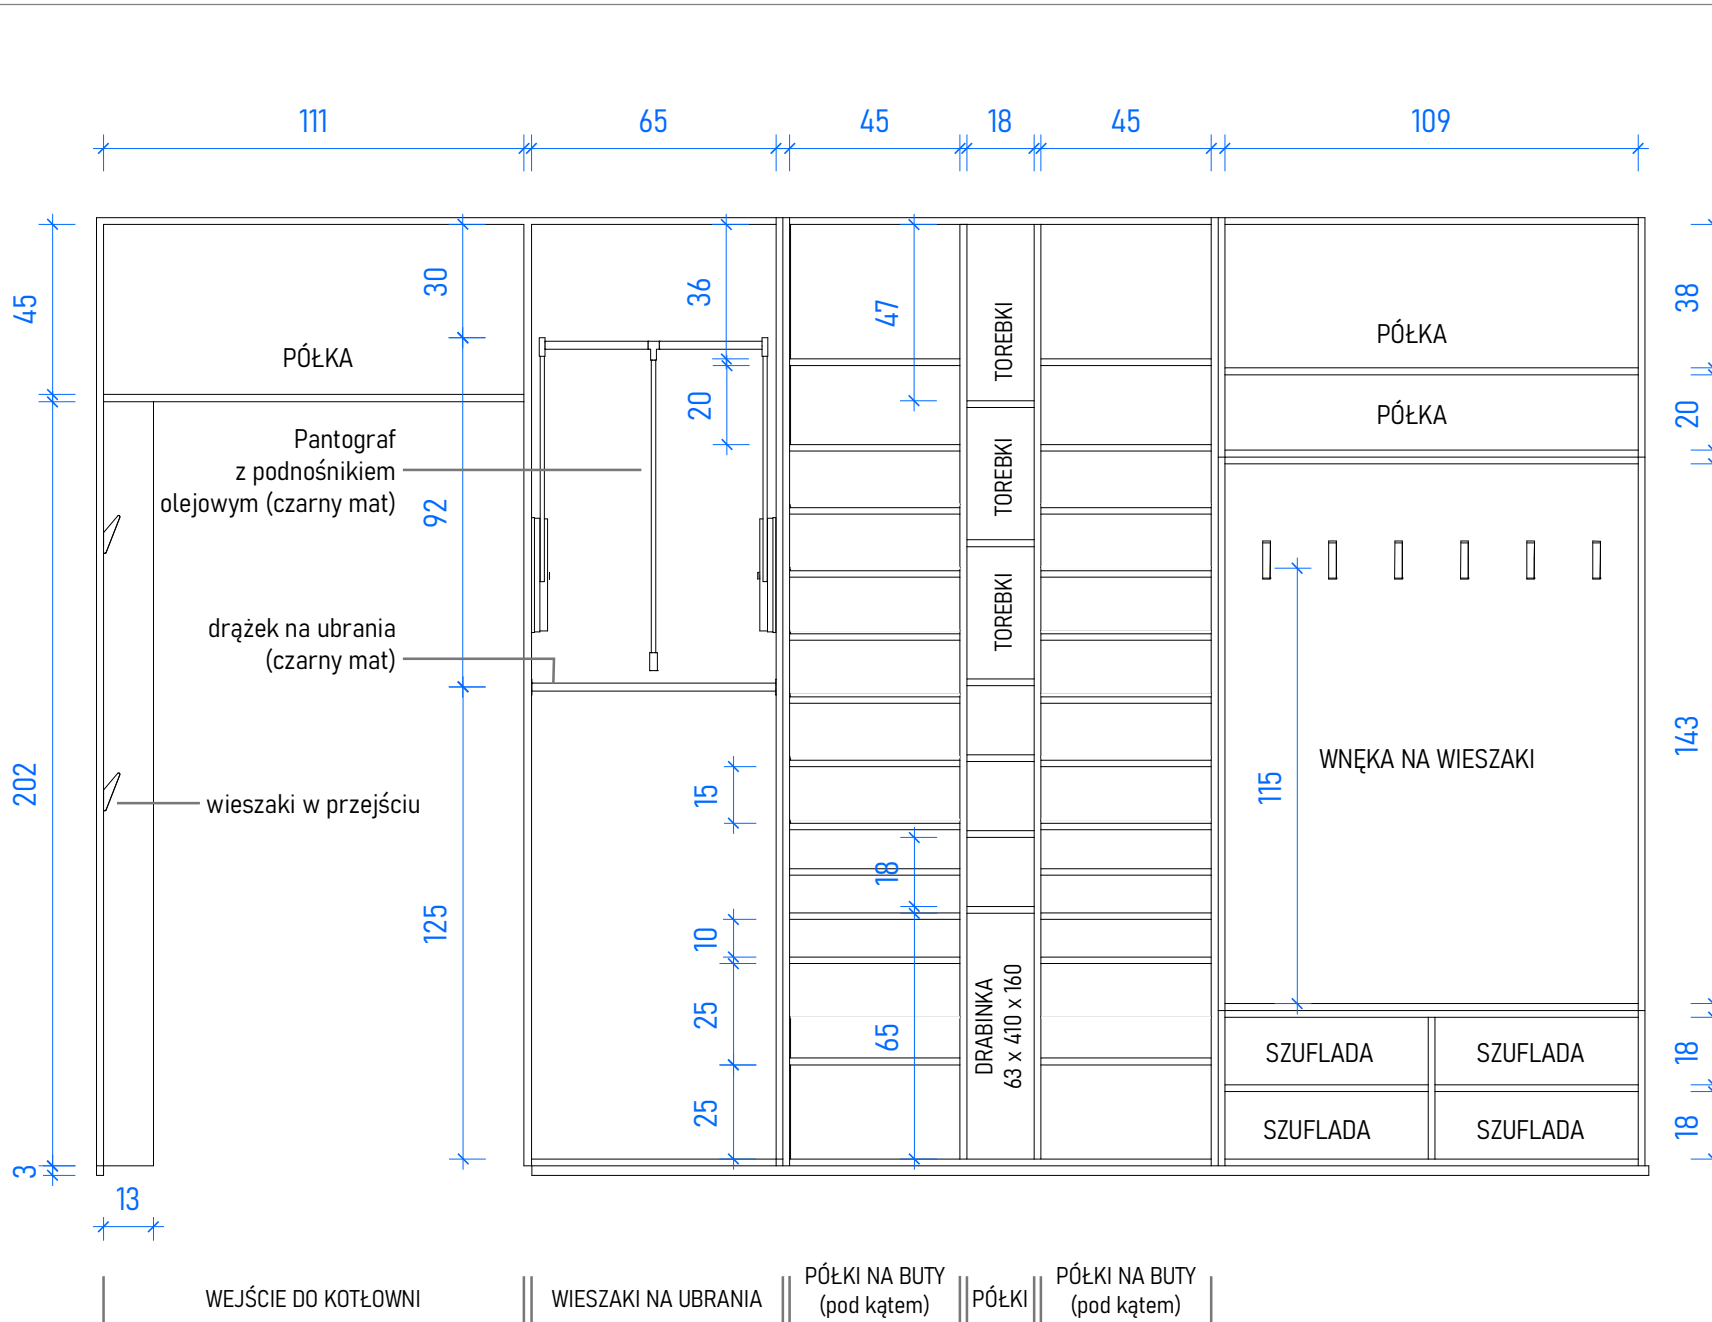 111
65
45
18
45
109
45
30
36
47
38
PÓŁKA
PÓŁKA
TOREBKI
20
20
PÓŁKA
Pantograf
z podnośnikiem
olejowym (czarny mat)
92
TOREBKI
TOREBKI
drążek na ubrania
(czarny mat)
202
wieszaki w przejściu
15
WNĘKA NA WIESZAKI
115
143
18
125
10
25
65
DRABINKA
63 x 410 x 160
SZUFLADA
SZUFLADA
18
25
SZUFLADA
SZUFLADA
18
3
13
WEJŚCIE DO KOTŁOWNI
WIESZAKI NA UBRANIA
PÓŁKI NA BUTY
(pod kątem)
PÓŁKI
PÓŁKI NA BUTY
(pod kątem)